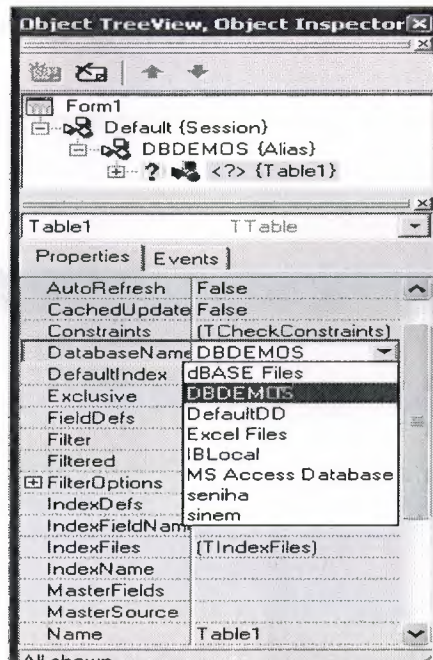 Object TreeView, Object Inspector
Form1
Default {Session}
DBDEMOS {Alias}
? <?> {Table1}
Table1 TTable
Properties Events
AutoRefresh False
CachedUpdate False
Constraints (TCheckConstraints)
DatabaseName DBDEMOS
DefaultIndex dBASE Files
Exclusive DBDEMOS
FieldDefs DefaultDD
Filter Excel Files
Filtered IBLocal
FilterOptions MS Access Database
IndexDefs seniha
IndexFieldNam sinem
IndexFiles (TIndexFiles)
IndexName
MasterFields
MasterSource
Name Table1
All shown